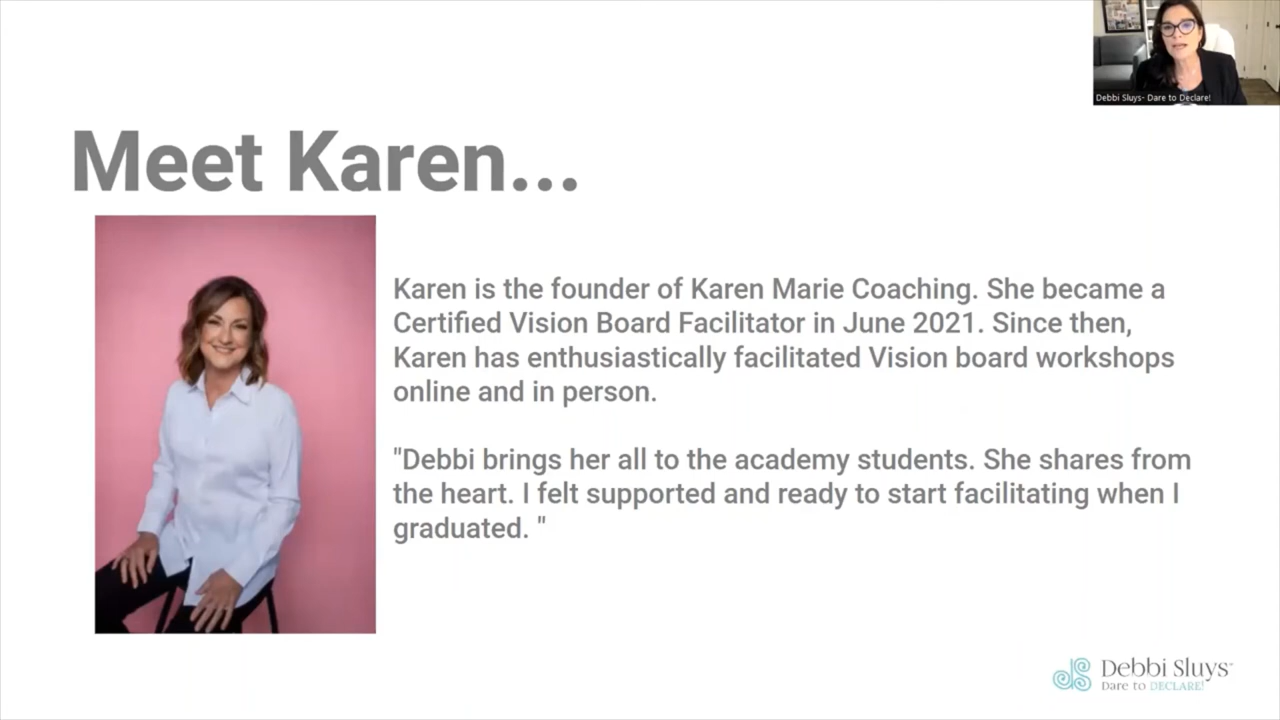 Debbi Sluys- Dare to Declare!
Meet Karen...
Karen is the founder of Karen Marie Coaching. She became a
Certified Vision Board Facilitator in June 2021. Since then,
Karen has enthusiastically facilitated Vision board workshops
online and in person.
"Debbi brings her all to the academy students. She shares from
the heart. I felt supported and ready to start facilitating when I
graduated. "
Debbi Sluys
Dare to DECLARE!